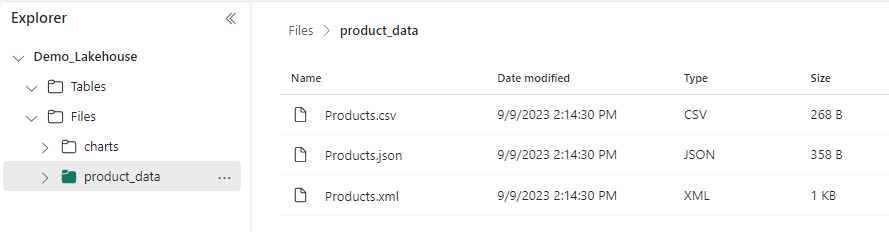 Explorer
Demo_Lakehouse
Tables
Files
charts
product_data
Files > product_data
Name Date modified Type Size
Products.csv 9/9/2023 2:14:30 PM CSV 268 B
Products.json 9/9/2023 2:14:30 PM JSON 358 B
Products.xml 9/9/2023 2:14:30 PM XML 1 KB